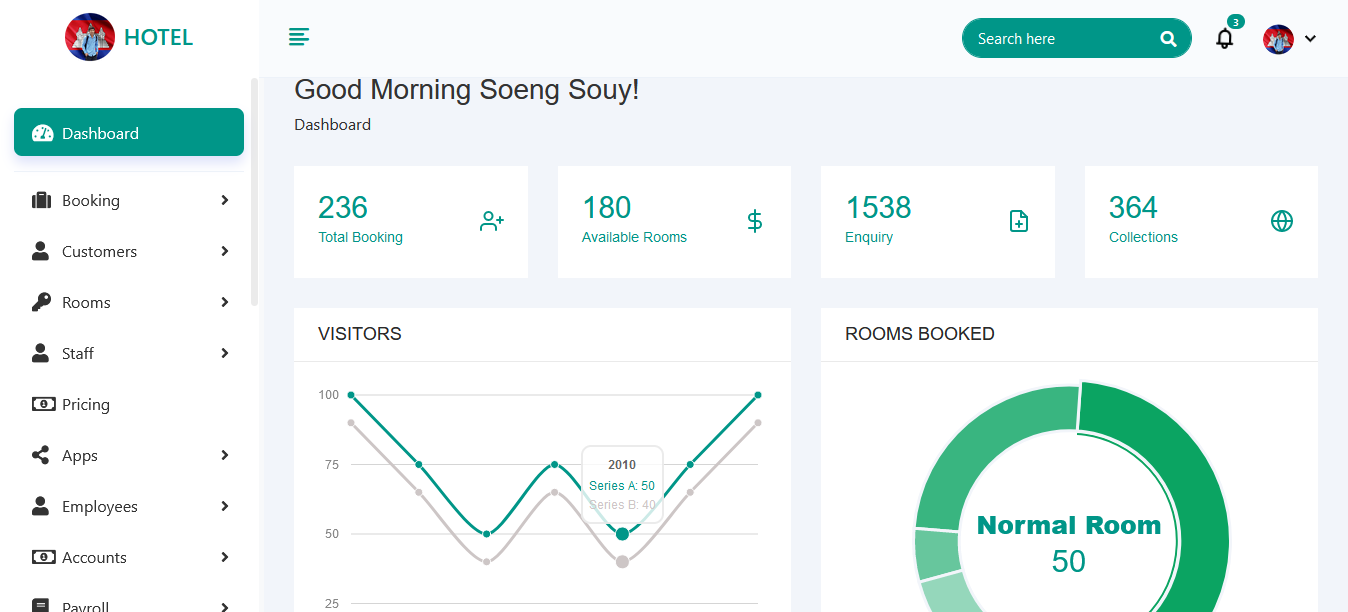 HOTEL
Search here
3
Good Morning Soeng Souy!
Dashboard
Dashboard
Booking
Customers
Rooms
Staff
Pricing
Apps
Employees
Accounts
Payroll
236
Total Booking
180
Available Rooms
1538
Enquiry
364
Collections
VISITORS
100
75
50
25
2010
Series A: 50
Series B: 40
ROOMS BOOKED
Normal Room
50